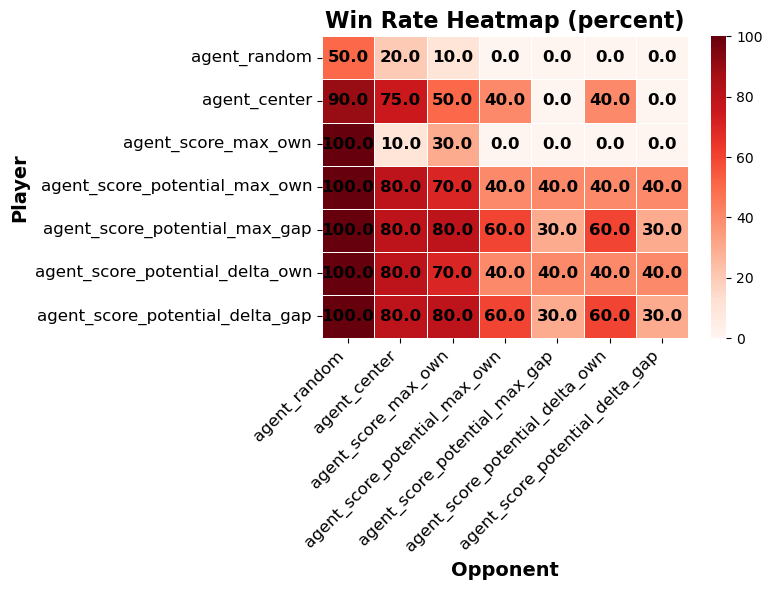 Win Rate Heatmap (percent)
Player
agent_random 50.0 20.0 10.0 0.0 0.0 0.0 0.0
agent_center 90.0 75.0 50.0 40.0 0.0 40.0 0.0
agent_score_max_own 100.0 10.0 30.0 0.0 0.0 0.0 0.0
agent_score_potential_max_own 100.0 80.0 70.0 40.0 40.0 40.0 40.0
agent_score_potential_max_gap 100.0 80.0 80.0 60.0 30.0 60.0 30.0
agent_score_potential_delta_own 100.0 80.0 70.0 40.0 40.0 40.0 40.0
agent_score_potential_delta_gap 100.0 80.0 80.0 60.0 30.0 60.0 30.0
100
80
60
40
20
0
agent_random
agent_center
agent_score_max_own
agent_score_potential_max_own
agent_score_potential_max_gap
agent_score_potential_delta_own
agent_score_potential_delta_gap
Opponent